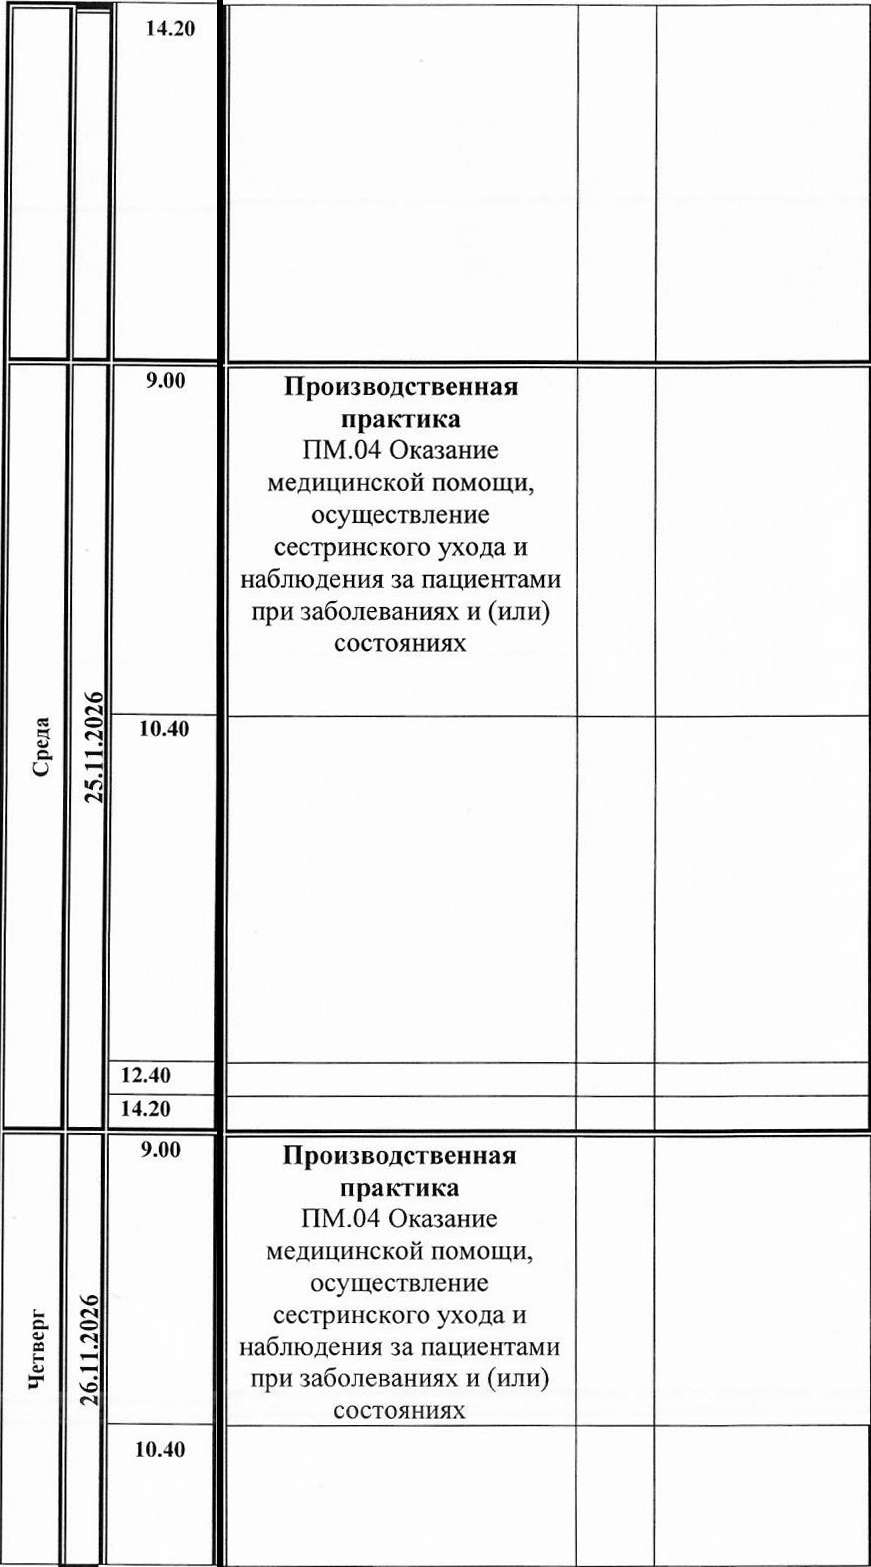 14.20
Среда
25.11.2026
9.00
Производственная
практика
ПМ.04 Оказание
медицинской помощи,
осуществление
сестринского ухода и
наблюдения за пациентами
при заболеваниях и (или)
состояниях
10.40
12.40
14.20
Четверг
26.11.2026
9.00
Производственная
практика
ПМ.04 Оказание
медицинской помощи,
осуществление
сестринского ухода и
наблюдения за пациентами
при заболеваниях и (или)
состояниях
10.40